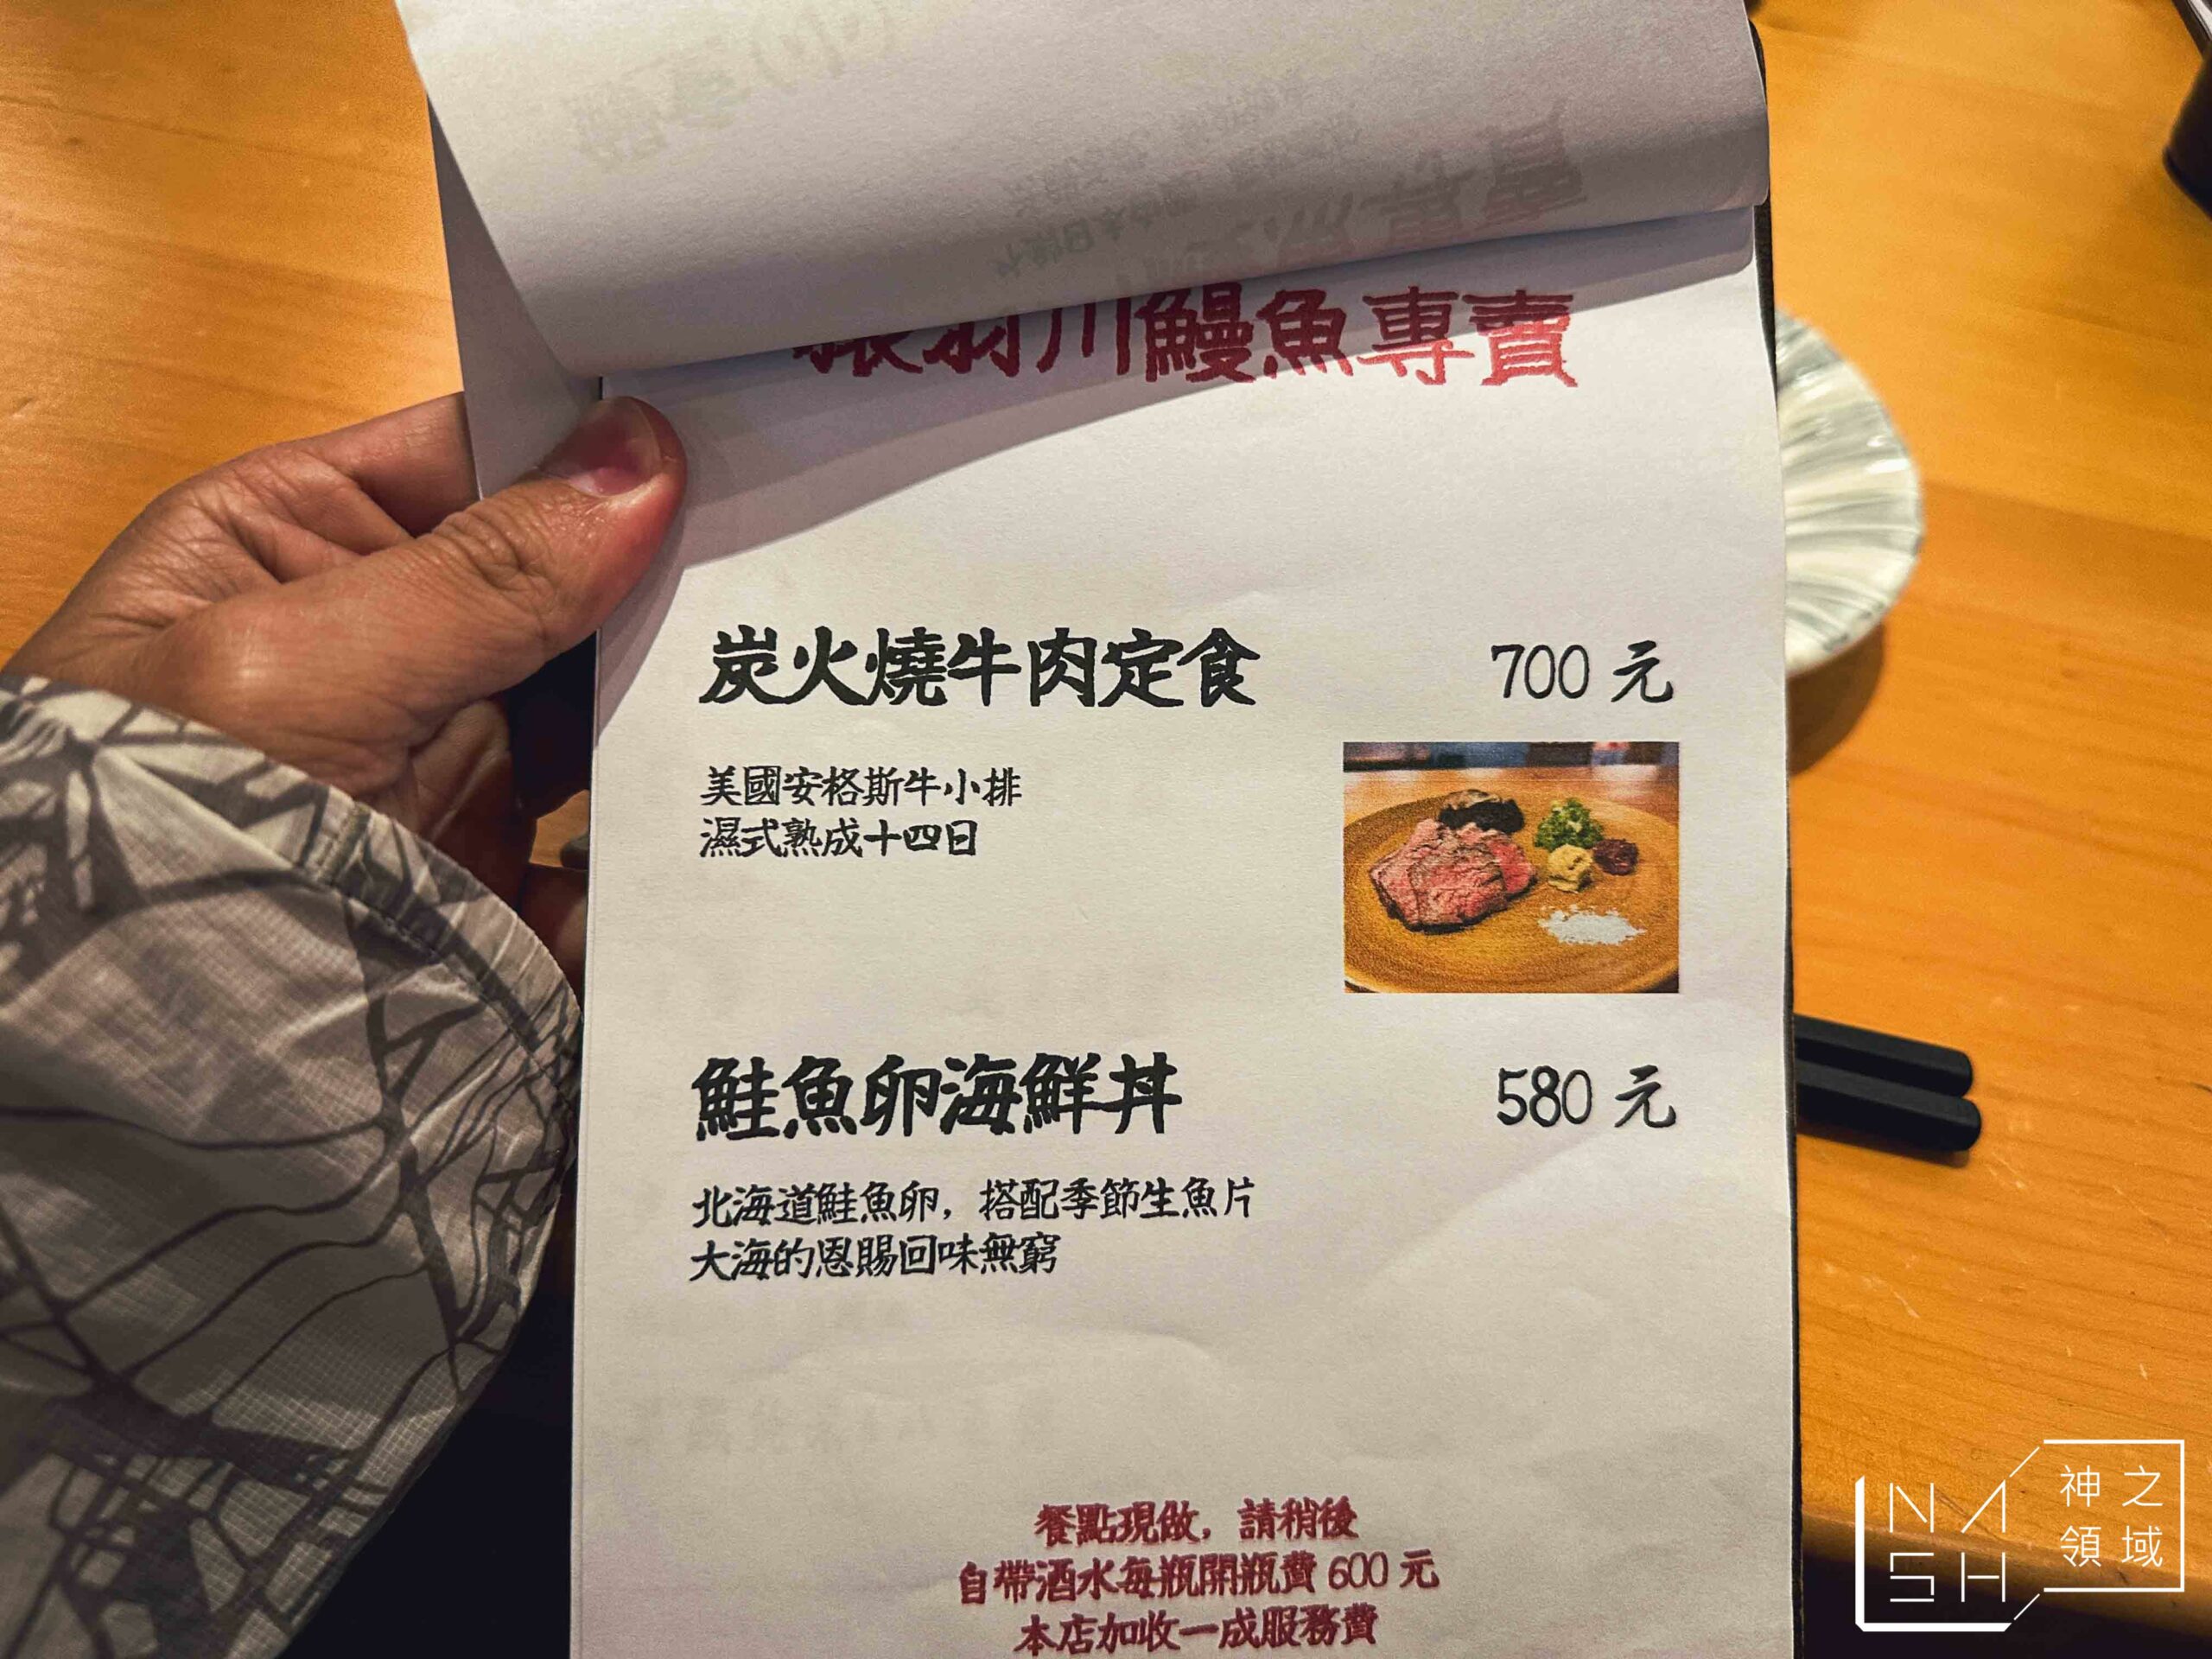 川鰻魚專賣
炭火燒牛肉定食 700 元
美國安格斯牛小排
濕式熟成十四日
鮭魚卵海鮮丼 580 元
北海道鮭魚卵，搭配季節生魚片
大海的恩賜回味無窮
餐點現做，請稍後
自帶酒水每瓶開瓶費 600 元
本店加收一成服務費
NASH
神之領域